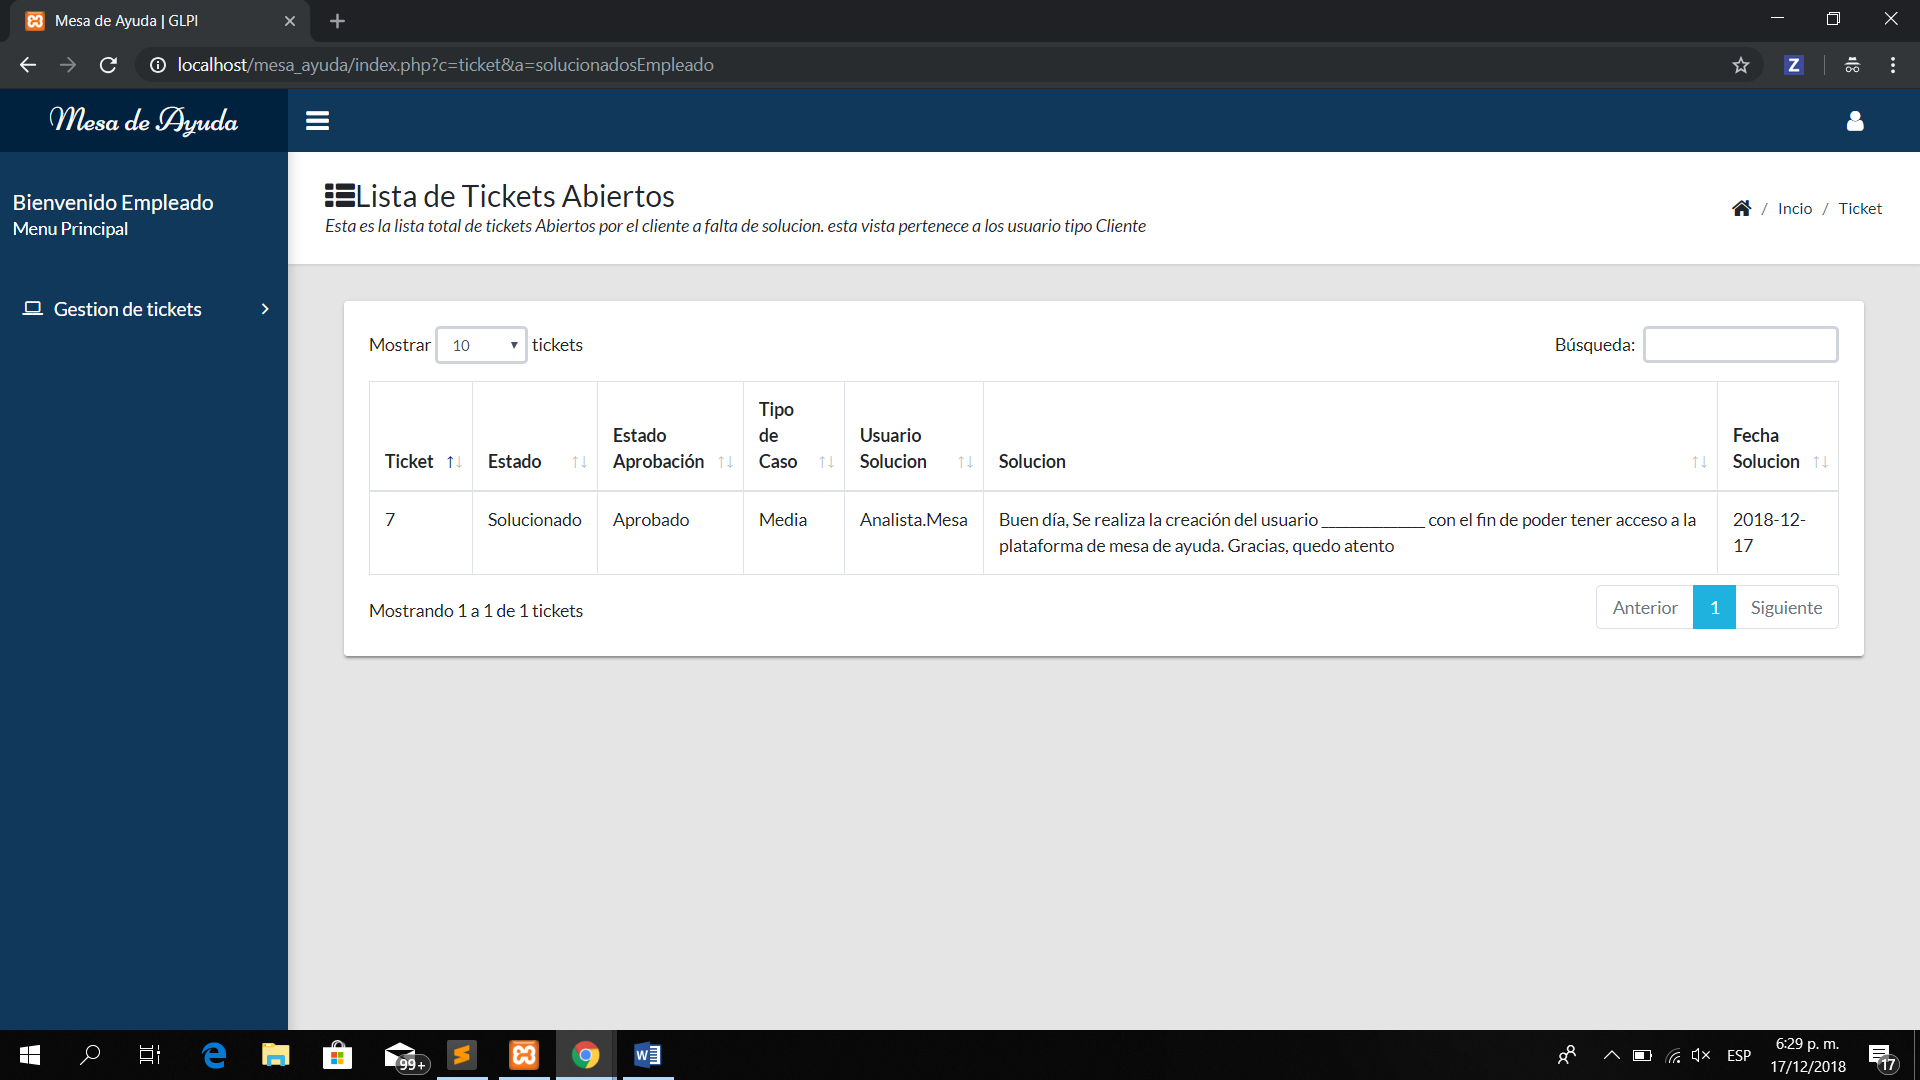 Mesa de Ayuda | GLPI
localhost/mesa_ayuda/index.php?c=ticket&a=solucionadosEmpleado
Z
Mesa de Ayuda
Bienvenido Empleado
Menu Principal
Gestion de tickets
Lista de Tickets Abiertos
Esta es la lista total de tickets Abiertos por el cliente a falta de solucion. esta vista pertenece a los usuario tipo Cliente
/ Incio / Ticket
Mostrar 10 tickets
Búsqueda:
Ticket
Estado
Estado
Aprobación
Tipo
de
Caso
Usuario
Solucion
Solucion
Fecha
Solucion
7
Solucionado
Aprobado
Media
Analista.Mesa
Buen día, Se realiza la creación del usuario ______________ con el fin de poder tener acceso a la
plataforma de mesa de ayuda. Gracias, quedo atento
2018-12-
17
Mostrando 1 a 1 de 1 tickets
Anterior 1 Siguiente
99+
ESP
6:29 p. m.
17/12/2018
17